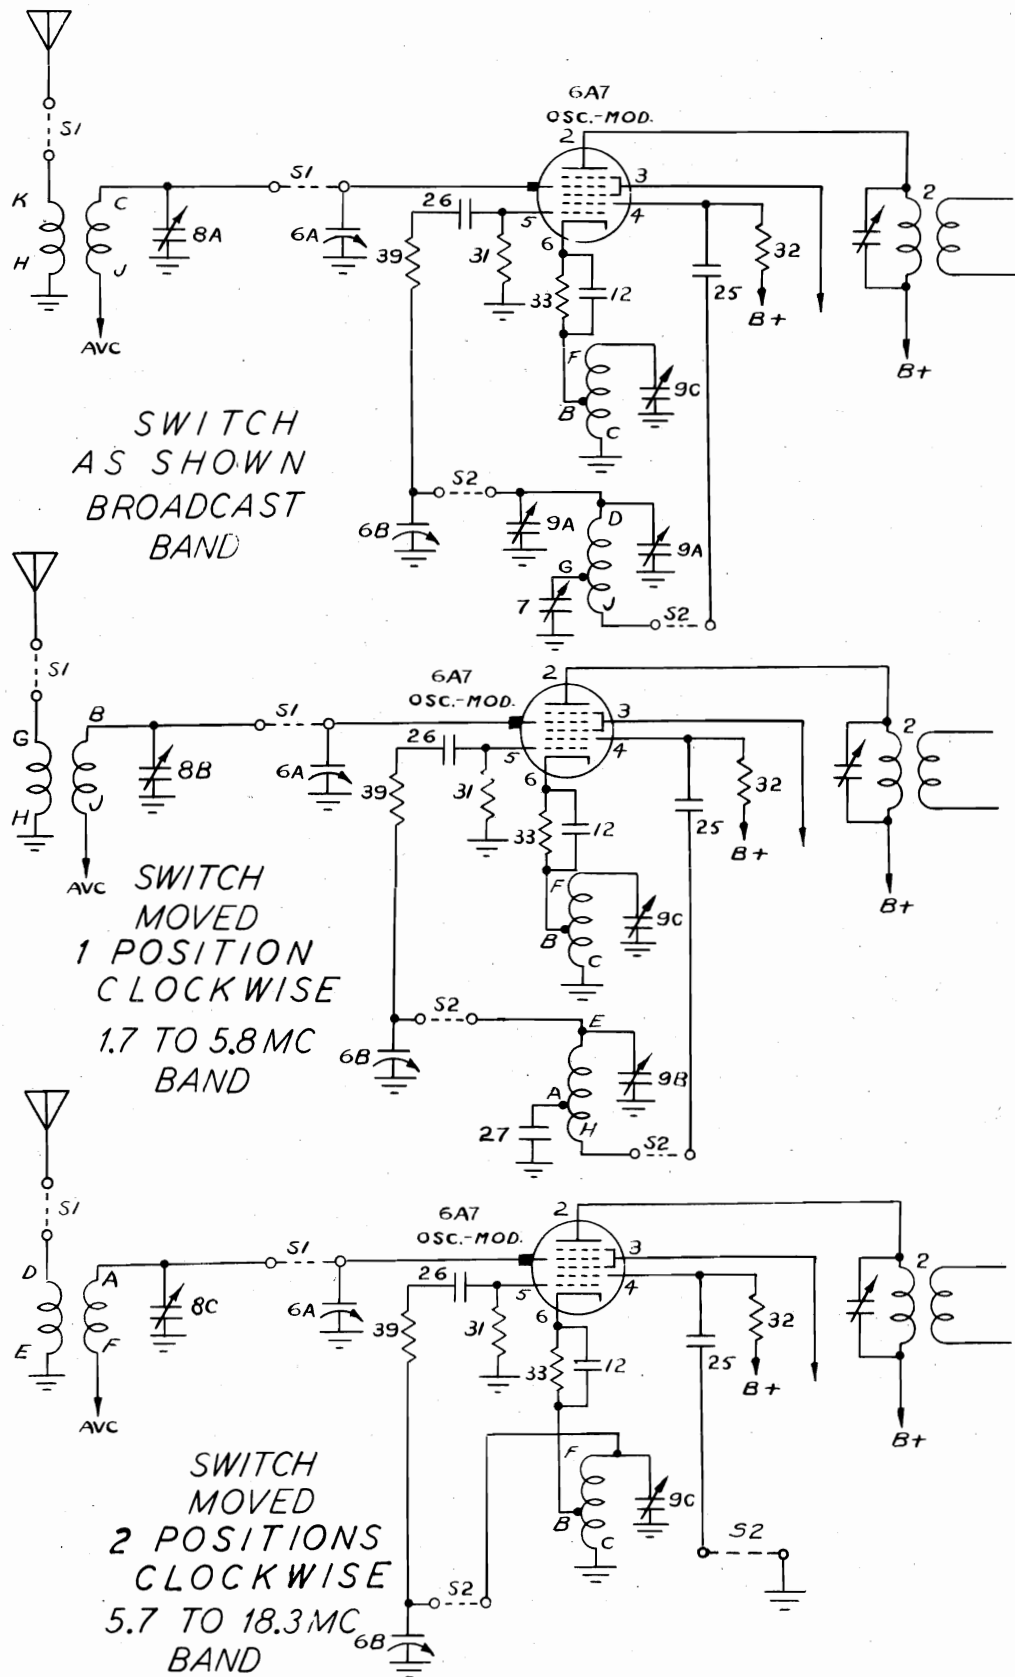 S1
6A7
OSC.-MOD.
2
K
C
S1
3
26
4
2
H
J
8A
6A
39
31
5
6
32
33
12
25
AVC
B+
F
B
9C
C
B+
SWITCH
AS SHOWN
BROADCAST
BAND
S2
6B
9A
D
9A
G
7
J
S2
S1
6A7
OSC.-MOD.
2
G
B
S1
3
26
4
2
H
J
8B
6A
39
31
5
6
32
33
12
25
AVC
B+
F
B
9C
C
B+
SWITCH
MOVED
1 POSITION
CLOCKWISE
1.7 TO 5.8 MC
BAND
S2
6B
E
A
9B
27
H
S2
S1
6A7
OSC.-MOD.
2
D
A
S1
3
26
4
2
E
F
8C
6A
39
31
5
6
32
33
12
25
AVC
B+
B+
F
B
9C
C
S2
SWITCH
MOVED
2 POSITIONS
CLOCKWISE
5.7 TO 18.3 MC
BAND
S2
6B